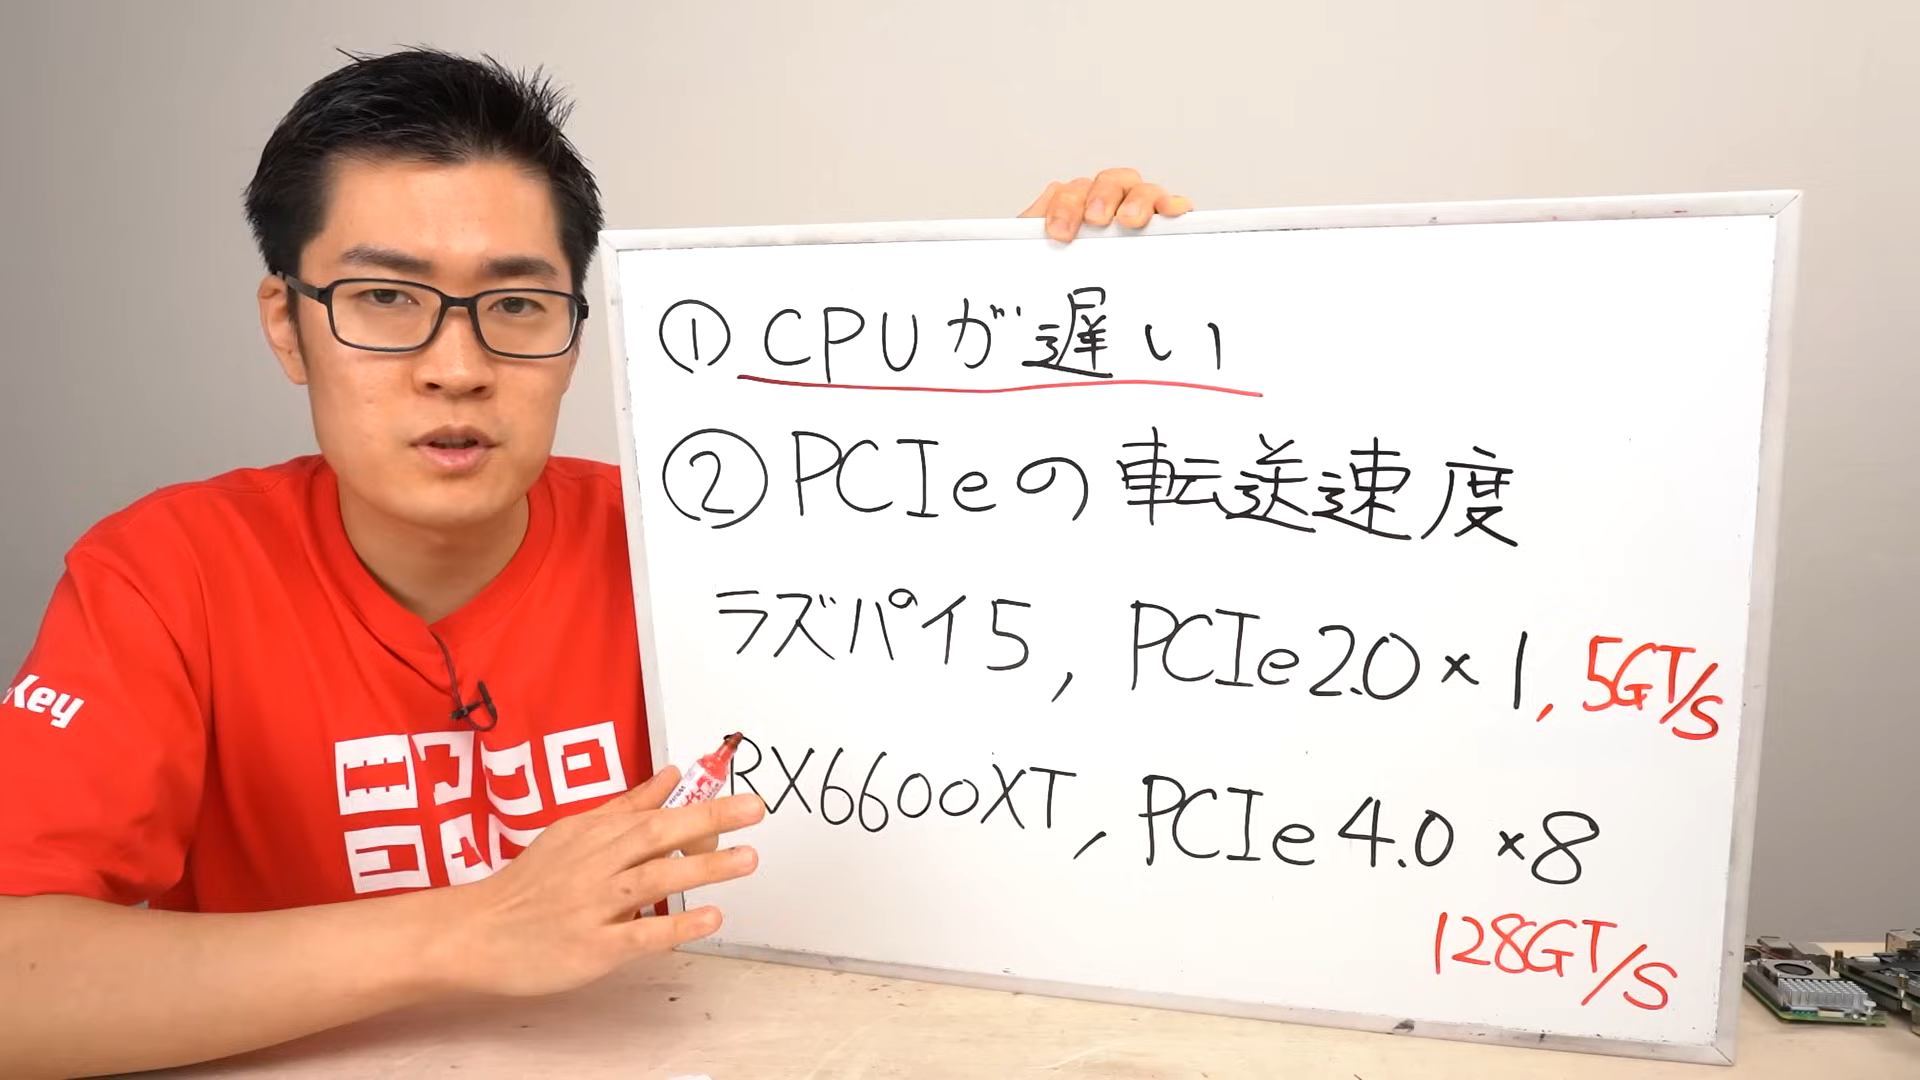 ①CPUが遅い
②PCIeの転送速度
ラズパイ5, PCIe2.0×1, 5GT/s
RX6600XT, PCIe4.0×8
128GT/s
Key